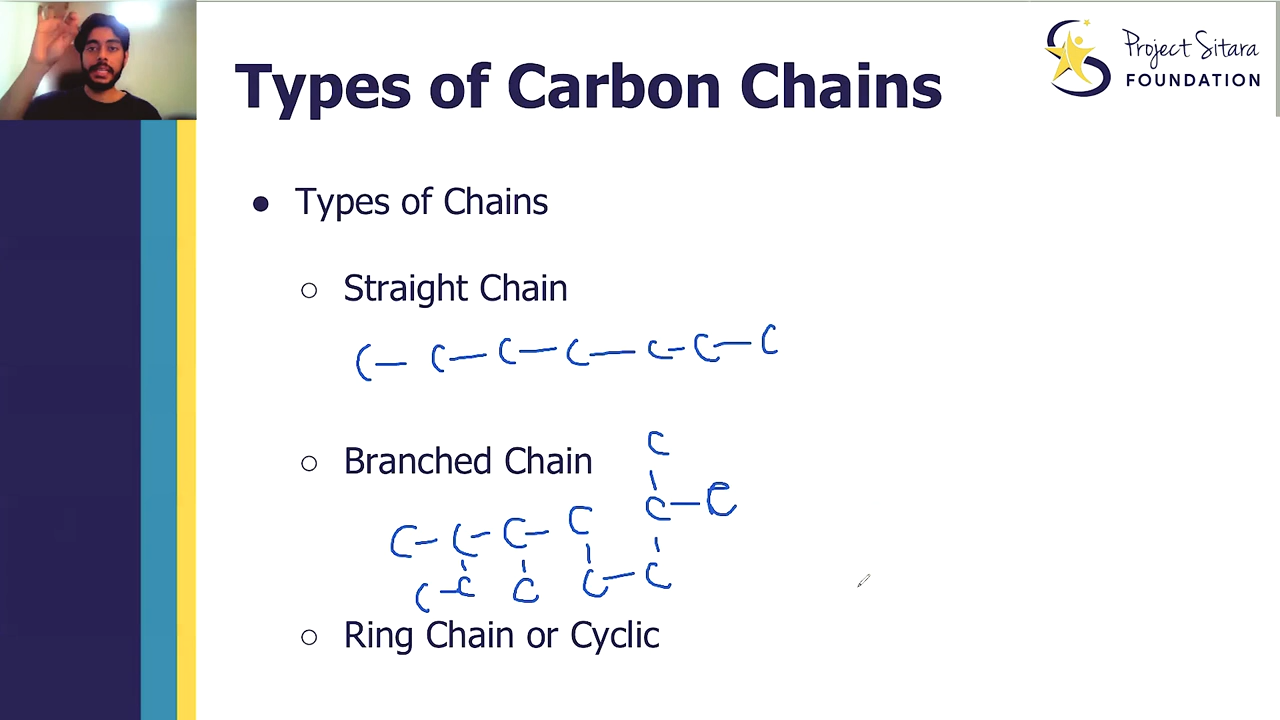 Project Sitara
FOUNDATION
Types of Carbon Chains
● Types of Chains
○ Straight Chain
C — C — C — C — C — C — C
○ Branched Chain
C
C — C
C — C — C — C
C — C
C — C C
○ Ring Chain or Cyclic